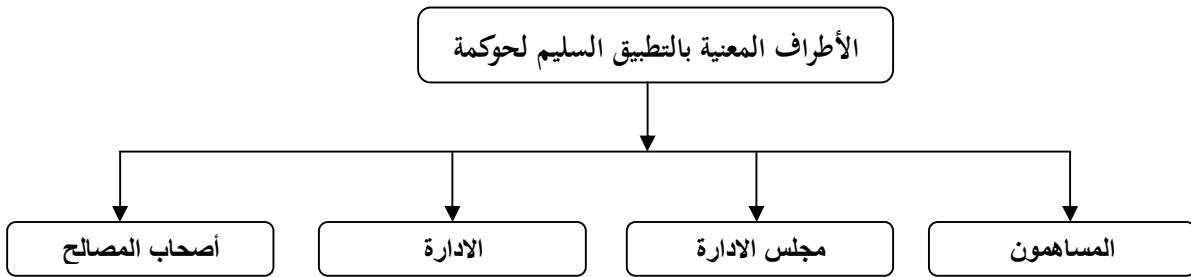 الأطراف المعنية بالتطبيق السليم لحوكمة
المساهمون
مجلس الادارة
الادارة
أصحاب المصالح